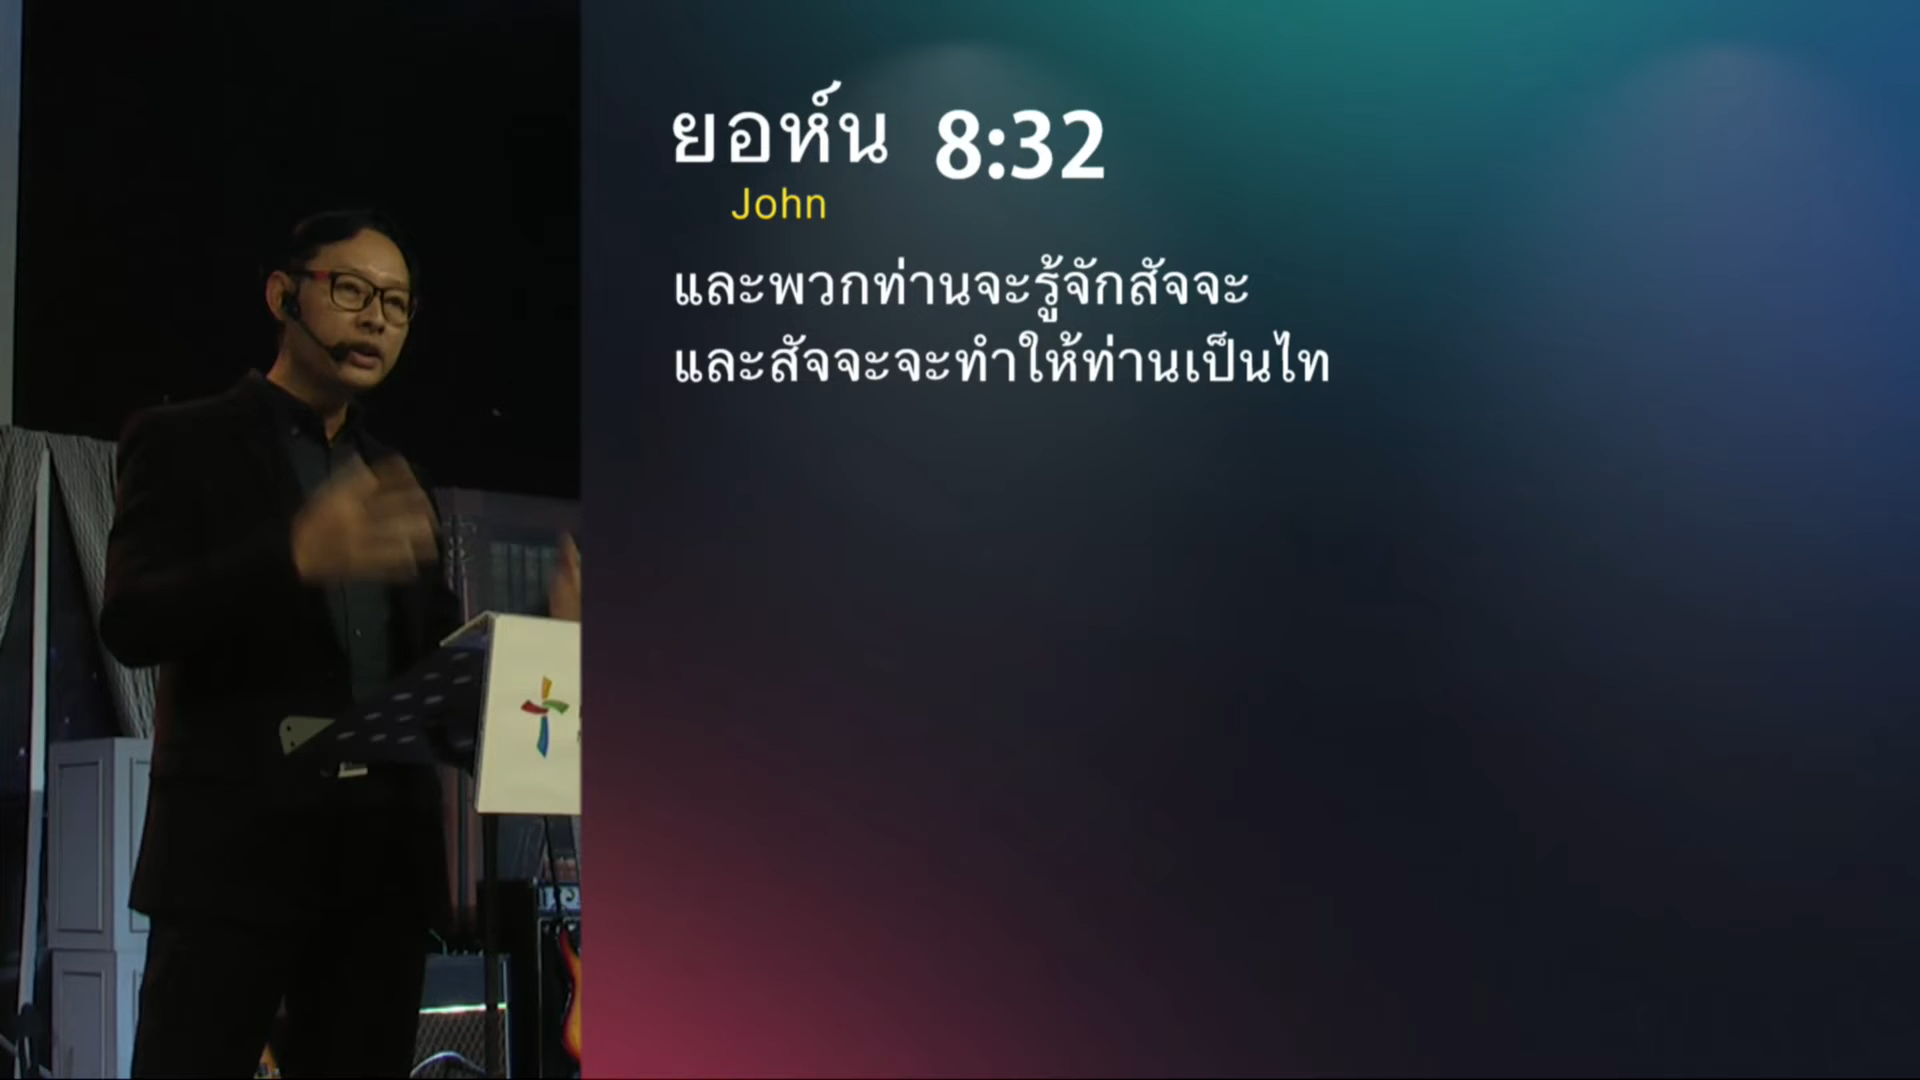 ยอห์น 8:32
John
และพวกท่านจะรู้จักสัจจะ
และสัจจะจะทำให้ท่านเป็นไท